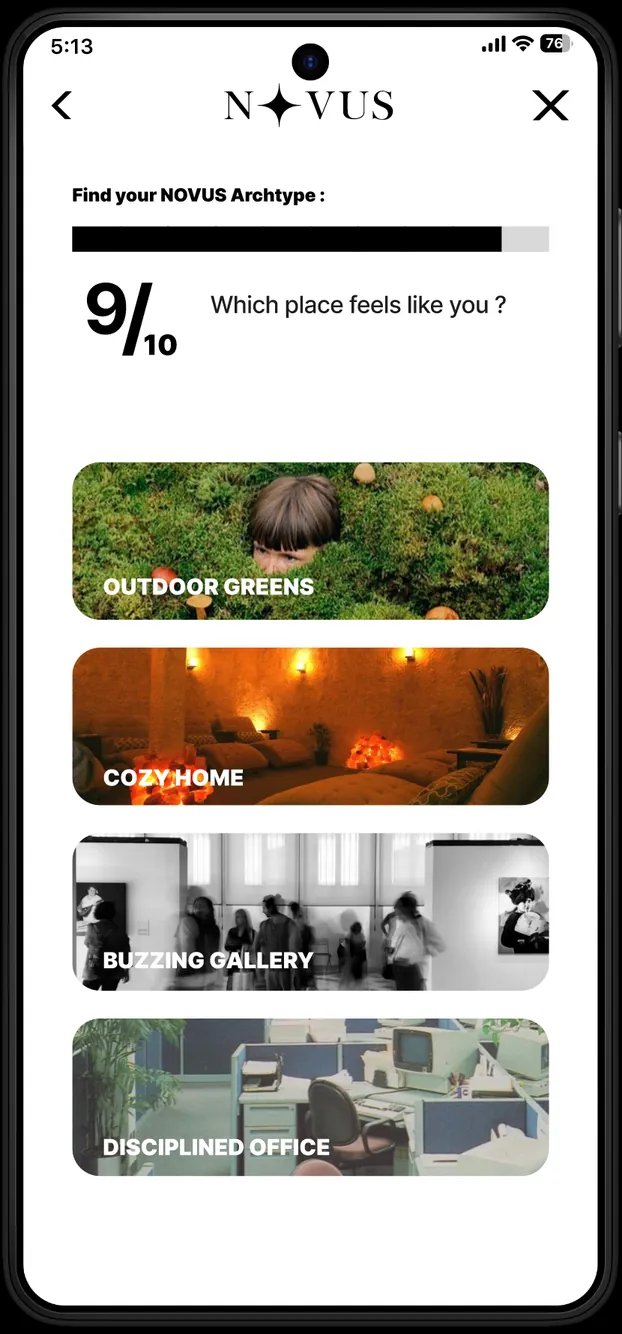 5:13
76
N✦VUS
Find your NOVUS Archtype :
9/10
Which place feels like you ?
OUTDOOR GREENS
COZY HOME
BUZZING GALLERY
DISCIPLINED OFFICE